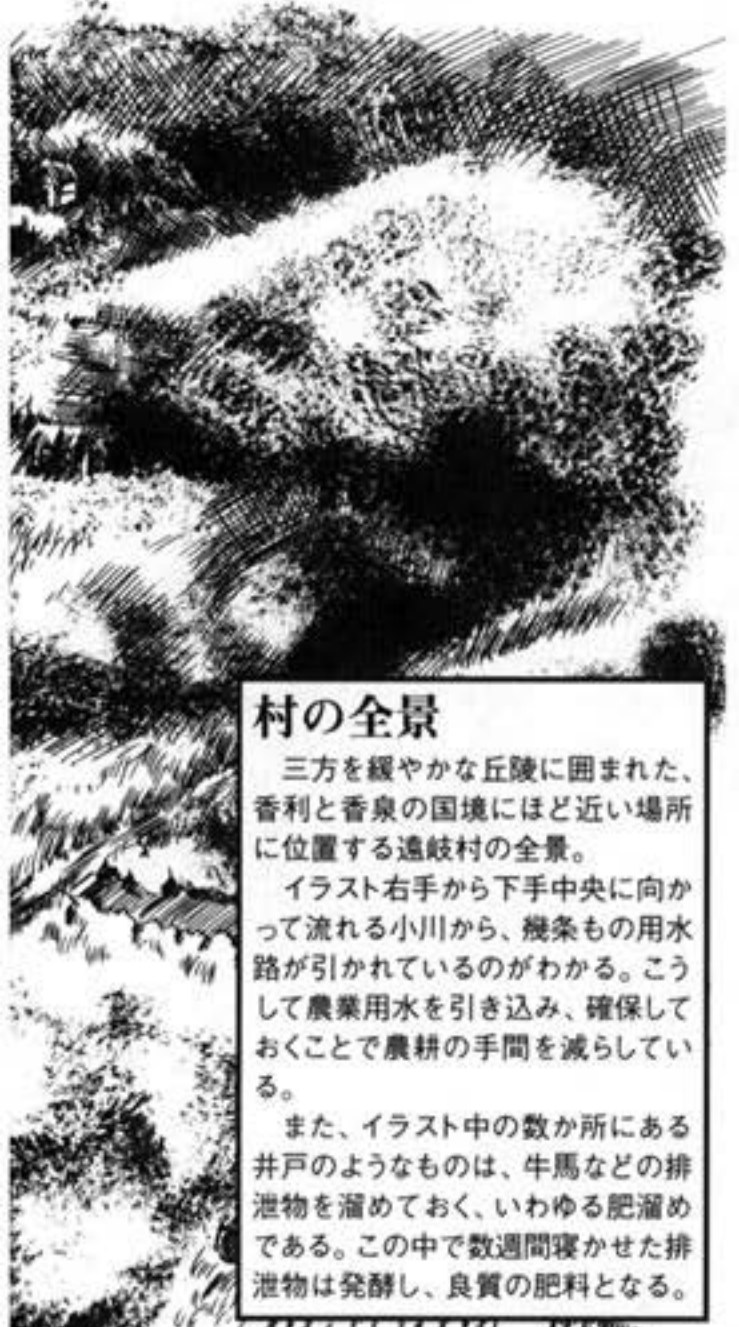 村の全景
三方を緩やかな丘陵に囲まれた、
香利と香泉の国境にほど近い場所
に位置する遠岐村の全景。
イラスト右手から下手中央に向か
って流れる小川から、幾条もの用水
路が引かれているのがわかる。こう
して農業用水を引き込み、確保して
おくことで農耕の手間を減らしてい
る。
また、イラスト中の数か所にある
井戸のようなものは、牛馬などの排
泄物を溜めておく、いわゆる肥溜め
である。この中で数週間寝かせた排
泄物は発酵し、良質の肥料となる。